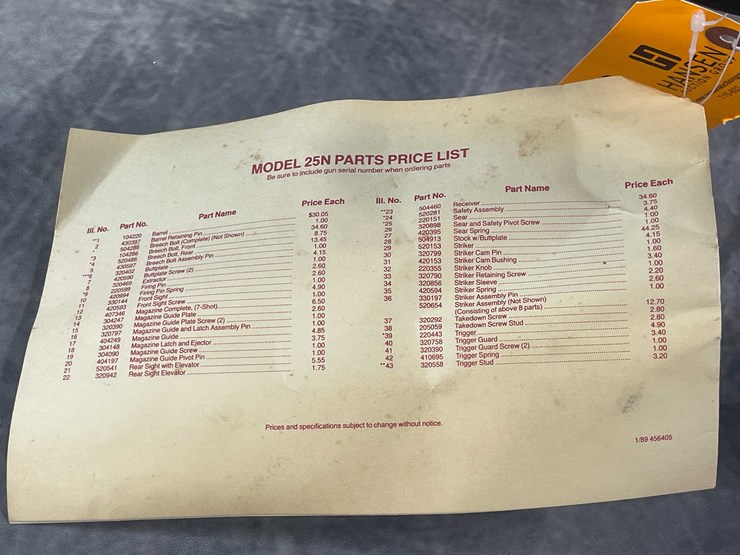 MODEL 25N PARTS PRICE LIST
Be sure to include gun serial number when ordering parts
Ill. No. Part No. Part Name Price Each
**1 104220 Barrel $30.05
2 430397 Barrel Retaining Pin 1.00
504288 Breech Bolt (Complete) (Not Shown) 34.60
*3 104286 Breech Bolt, Front 8.75
*4 520486 Breech Bolt, Rear 13.45
5 430597 Breech Bolt Assembly Pin 1.00
**6 320402 Buttplate 4.15
7 420590 Buttplate Screw (2) 1.00
8 320469 Extractor 2.60
9 220589 Firing Pin 2.60
10 420994 Firing Pin Spring 1.00
11 330144 Front Sight 4.90
12 420593 Front Sight Screw 1.00
13 407346 Magazine Complete, (7-Shot) 6.50
14 304247 Magazine Guide Plate 2.60
15 320390 Magazine Guide Plate Screw (2) 1.00
16 320797 Magazine Guide and Latch Assembly Pin 1.00
17 404249 Magazine Guide 4.85
18 304148 Magazine Latch and Ejector 3.75
19 304090 Magazine Guide Screw 1.00
20 404197 Magazine Guide Pivot Pin 1.00
21 520541 Rear Sight with Elevator 5.55
22 320942 Rear Sight Elevator 1.75
Ill. No. Part No. Part Name Price Each
**23 504460 Receiver 34.60
*24 520281 Safety Assembly 3.75
*25 220151 Sear 4.40
26 320898 Sear and Safety Pivot Screw 1.00
27 420395 Sear Spring 1.00
28 504913 Stock w/Buttplate 44.25
29 520153 Striker 4.15
30 320799 Striker Cam Pin 1.00
31 420153 Striker Cam Bushing 1.60
32 220355 Striker Knob 3.40
33 320790 Striker Retaining Screw 1.00
34 320856 Striker Sleeve 2.20
35 420594 Striker Spring 2.60
36 330197 Striker Assembly Pin 1.00
520654 Striker Assembly (Not Shown)
(Consisting of above 8 parts) 12.70
37 320292 Takedown Screw 2.80
38 205059 Takedown Screw Stud 2.80
*39 220443 Trigger 4.90
40 320758 Trigger Guard 3.40
41 320390 Trigger Guard Screw (2) 1.00
42 410695 Trigger Spring 1.00
**43 320558 Trigger Stud 3.20
Prices and specifications subject to change without notice.
1/89 456405
HANSEN